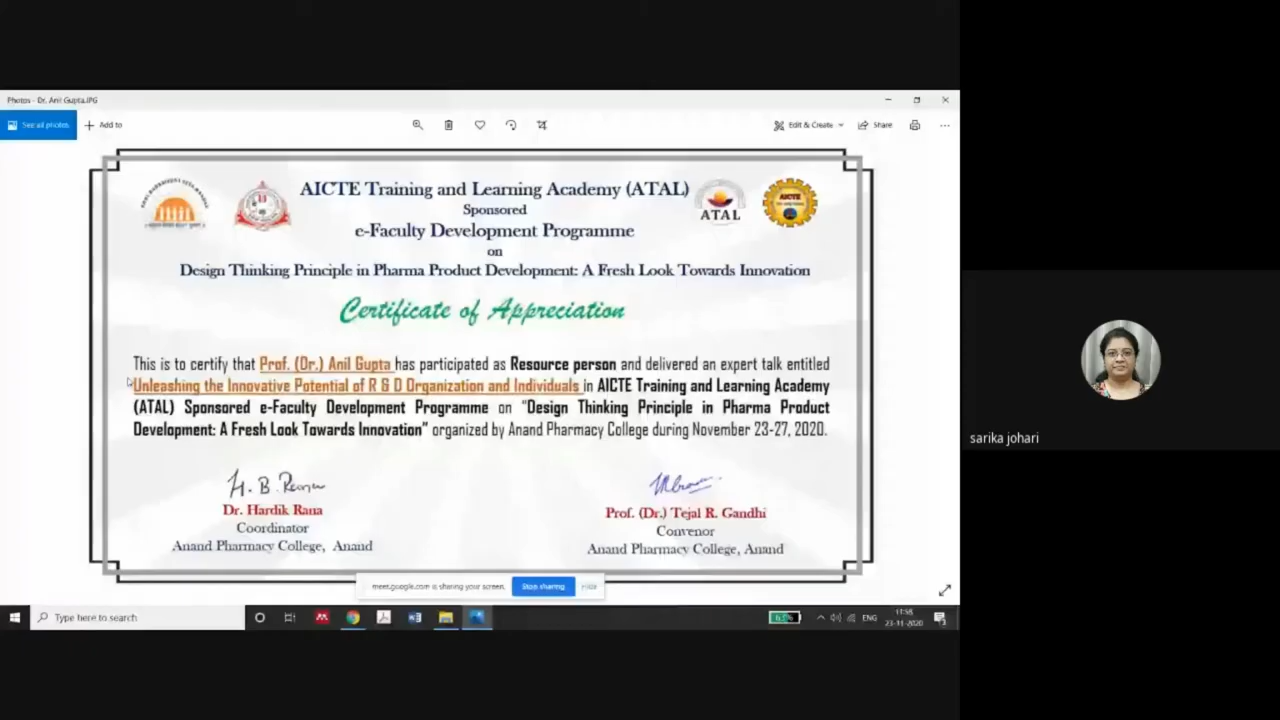 Photos - Dr. Anil Gupta.JPG
See all photos
Add to
Edit & Create
Share
AICTE Training and Learning Academy (ATAL)
Sponsored
e-Faculty Development Programme
on
Design Thinking Principle in Pharma Product Development: A Fresh Look Towards Innovation
ATAL
AICTE
Certificate of Appreciation
This is to certify that Prof. (Dr.) Anil Gupta has participated as Resource person and delivered an expert talk entitled
Unleashing the Innovative Potential of R & D Organization and Individuals in AICTE Training and Learning Academy
(ATAL) Sponsored e-Faculty Development Programme on “Design Thinking Principle in Pharma Product
Development: A Fresh Look Towards Innovation” organized by Anand Pharmacy College during November 23-27, 2020.
Dr. Hardik Rana
Coordinator
Anand Pharmacy College, Anand
Prof. (Dr.) Tejal R. Gandhi
Convenor
Anand Pharmacy College, Anand
meet.google.com is sharing your screen.
Stop sharing
Hide
Type here to search
63%
ENG
11:58
23-11-2020
sarika johari